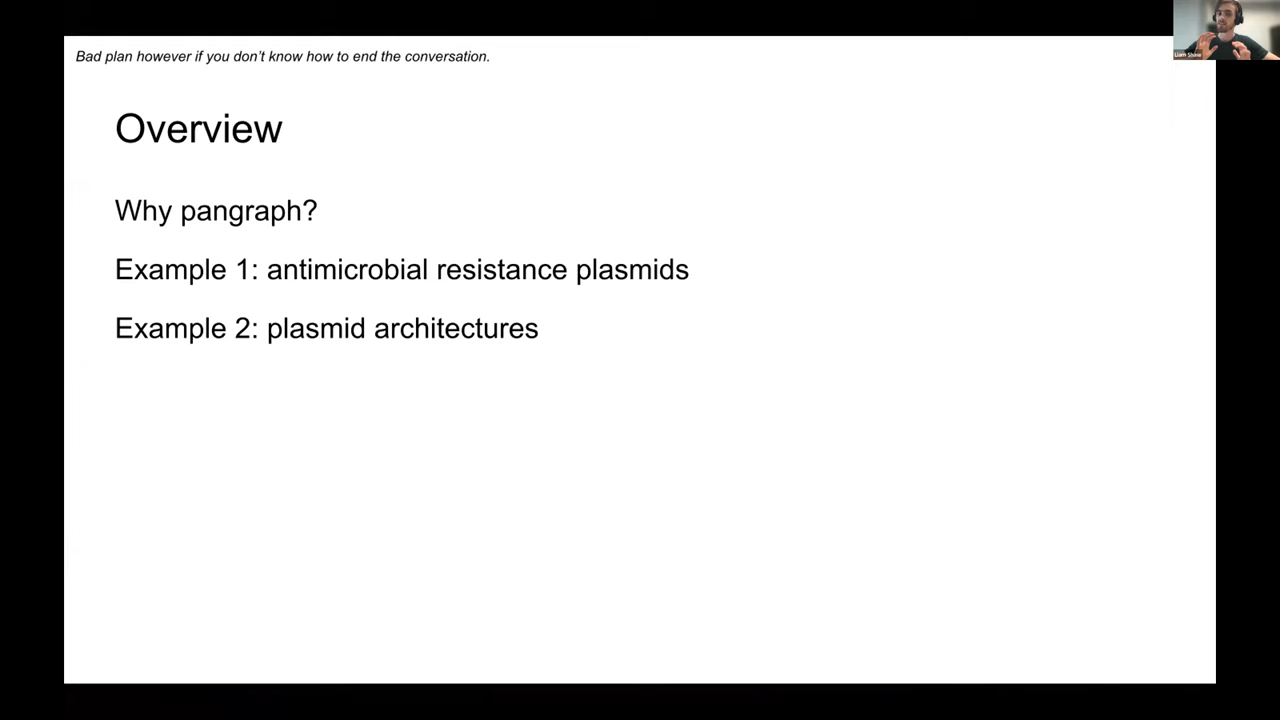 Bad plan however if you don't know how to end the conversation.
Overview
Why pangraph?
Example 1: antimicrobial resistance plasmids
Example 2: plasmid architectures